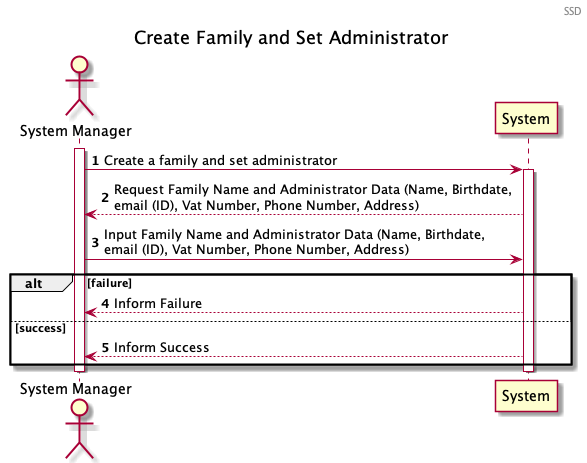 SSD
Create Family and Set Administrator
System Manager
System
1 Create a family and set administrator
2 Request Family Name and Administrator Data (Name, Birthdate,
email (ID), Vat Number, Phone Number, Address)
3 Input Family Name and Administrator Data (Name, Birthdate,
email (ID), Vat Number, Phone Number, Address)
alt [failure]
4 Inform Failure
[success]
5 Inform Success
System Manager
System